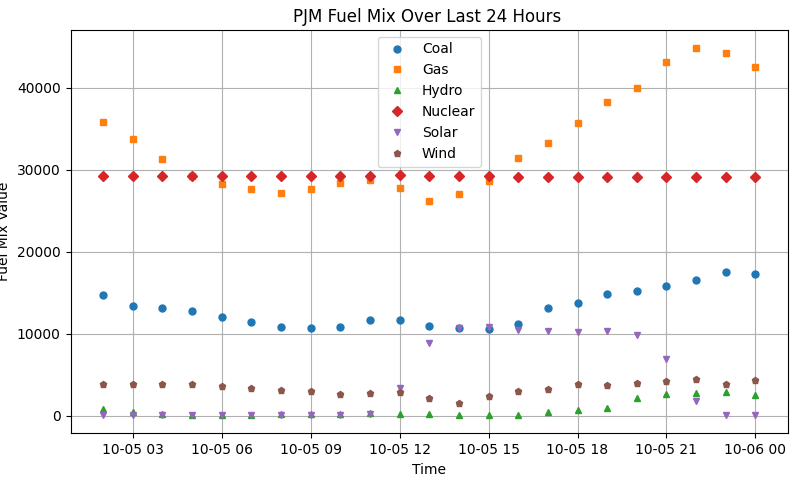 PJM Fuel Mix Over Last 24 Hours
Coal
Gas
Hydro
Nuclear
Solar
Wind
40000
30000
20000
10000
0
Fuel Mix Value
10-05 03 10-05 06 10-05 09 10-05 12 10-05 15 10-05 18 10-05 21 10-06 00
Time